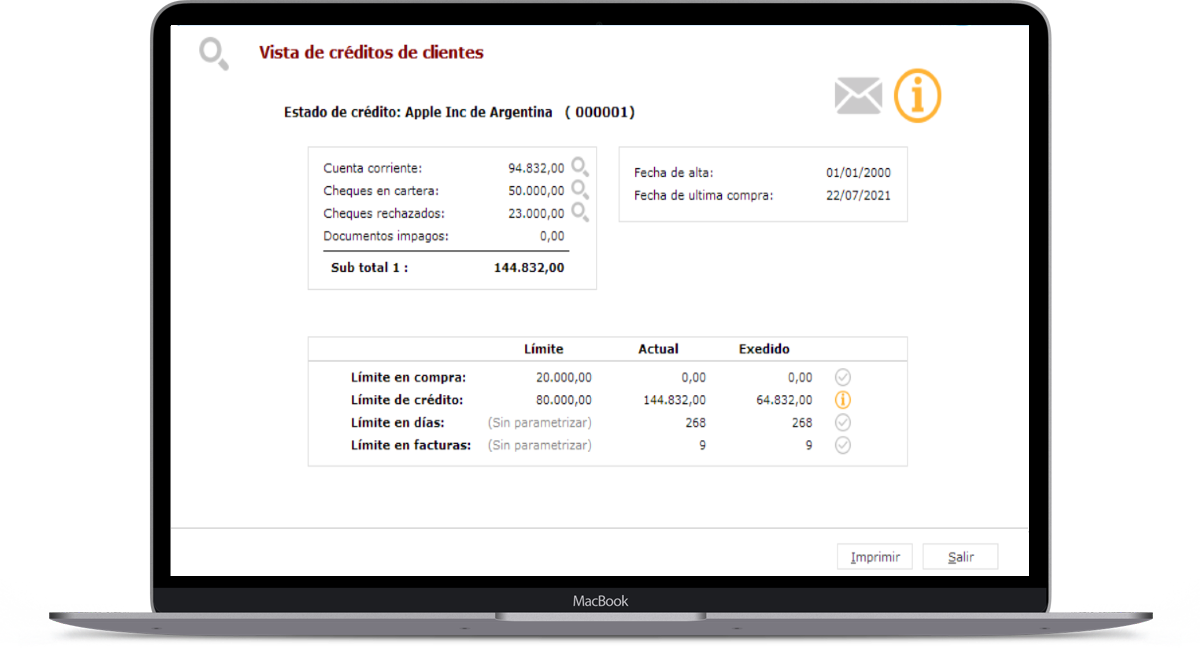 Vista de créditos de clientes
Estado de crédito: Apple Inc de Argentina ( 000001)
Cuenta corriente: 94.832,00
Cheques en cartera: 50.000,00
Cheques rechazados: 23.000,00
Documentos impagos: 0,00
Sub total 1 : 144.832,00
Fecha de alta: 01/01/2000
Fecha de ultima compra: 22/07/2021
Límite Actual Exedido
Límite en compra: 20.000,00 0,00 0,00
Límite de crédito: 80.000,00 144.832,00 64.832,00
Límite en días: (Sin parametrizar) 268 268
Límite en facturas: (Sin parametrizar) 9 9
Imprimir Salir
MacBook